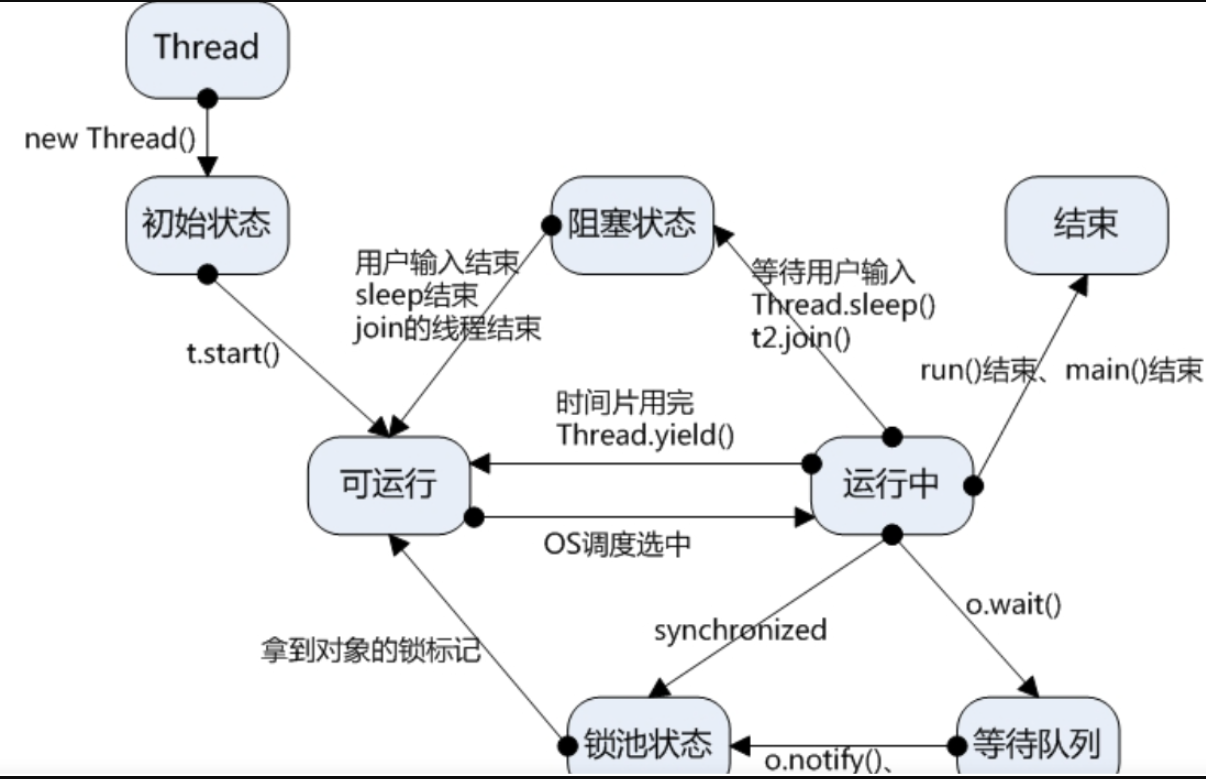 Thread
new Thread()
初始状态
阻塞状态
结束
用户输入结束
sleep结束
join的线程结束
等待用户输入
Thread.sleep()
t2.join()
t.start()
run()结束、main()结束
时间片用完
Thread.yield()
可运行
运行中
OS调度选中
o.wait()
synchronized
拿到对象的锁标记
锁池状态
等待队列
o.notify()、